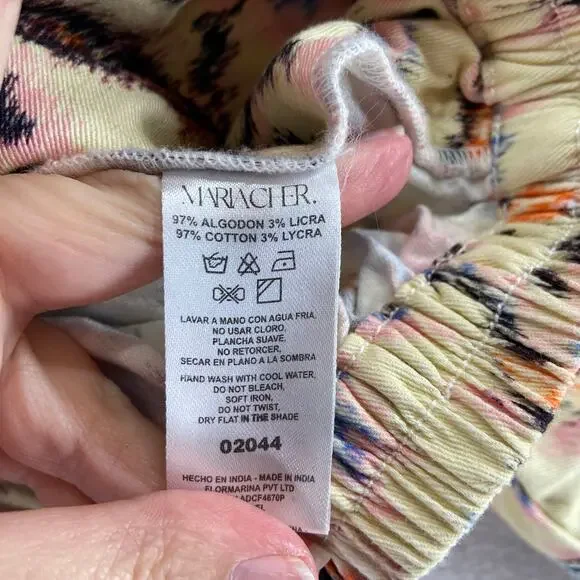 MARIACHER.
97% ALGODON 3% LICRA
97% COTTON 3% LYCRA
LAVAR A MANO CON AGUA FRIA,
NO USAR CLORO,
PLANCHA SUAVE,
NO RETORCER,
SECAR EN PLANO A LA SOMBRA
HAND WASH WITH COOL WATER,
DO NOT BLEACH,
SOFT IRON,
DO NOT TWIST,
DRY FLAT IN THE SHADE
02044
HECHO EN INDIA - MADE IN INDIA
FLORMARINA PVT LTD